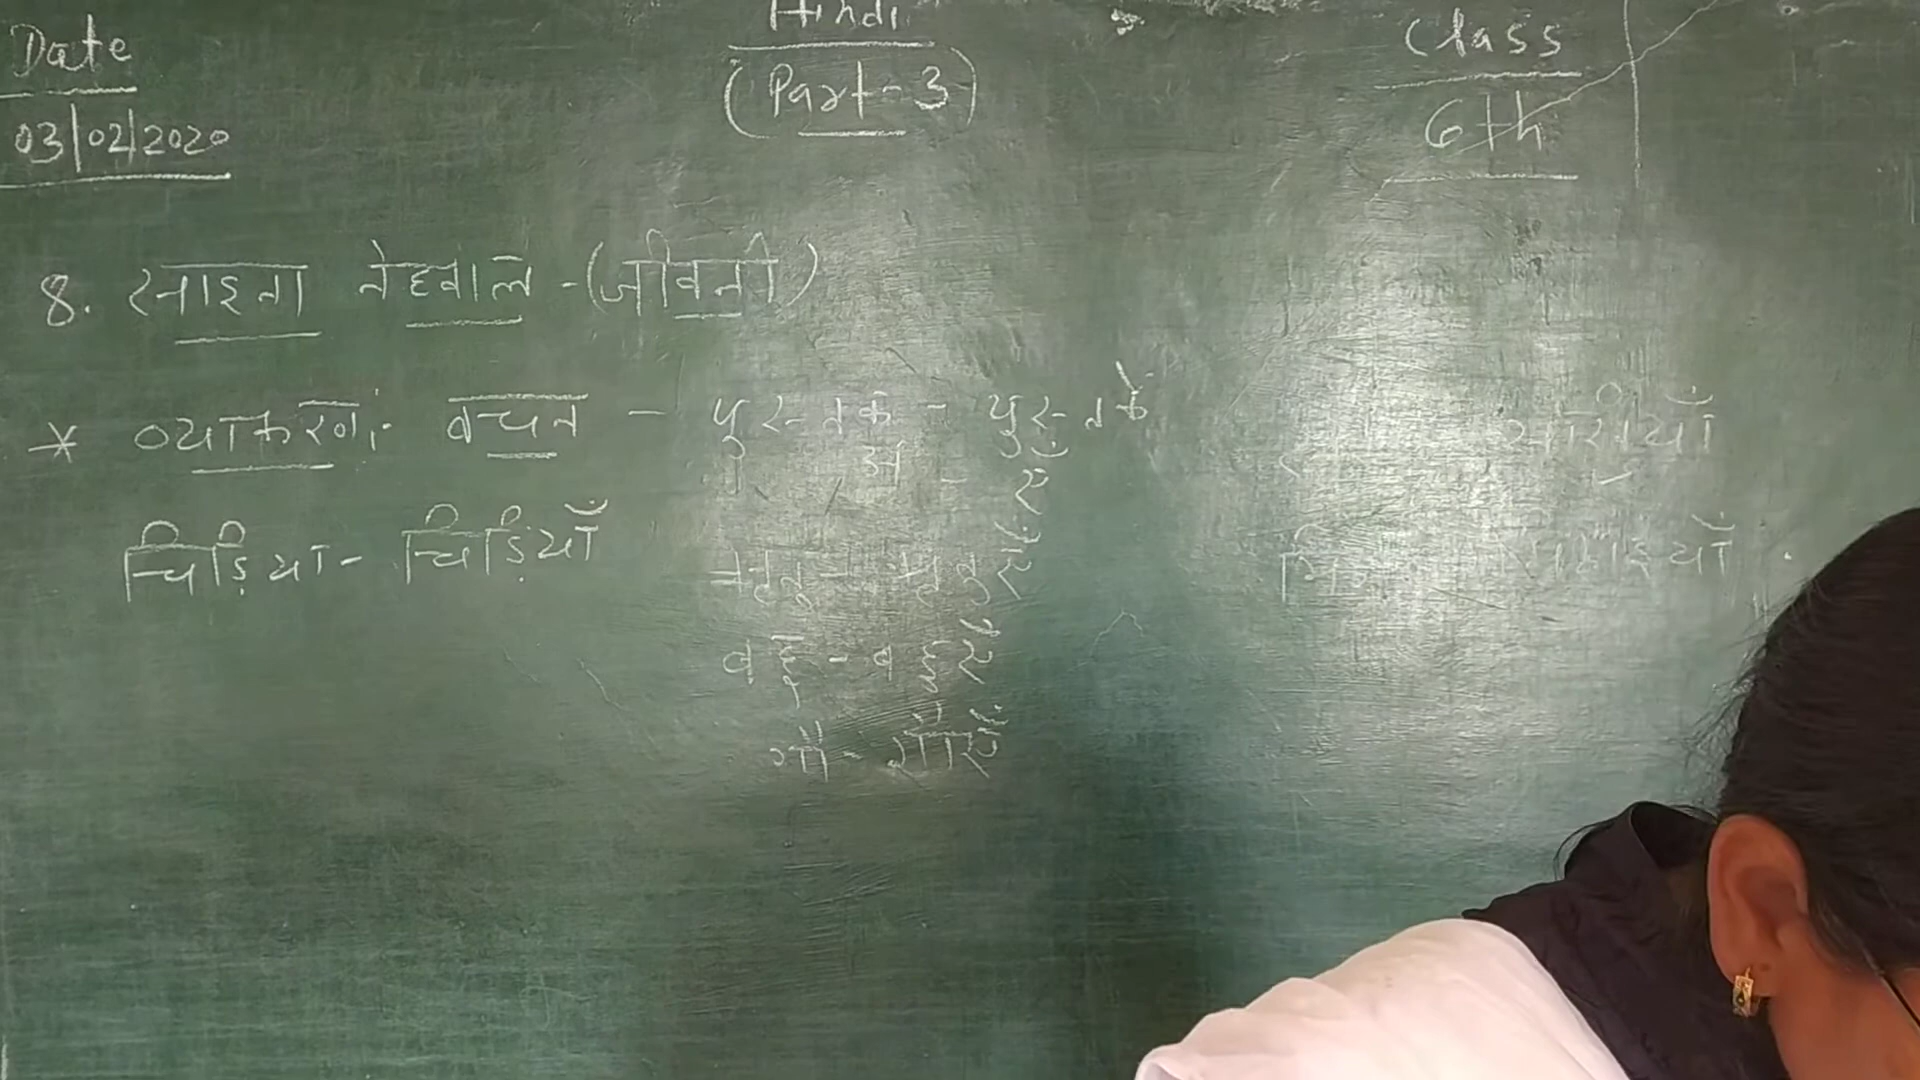 Date
03/02/2020
Hindi
(Part-3)
Class
6th
8. साइना नेहवाल -(जीवनी)
* व्याकरण:- वचन - पुस्तक - पुस्तकें
अ - एँ
चिड़िया - चिड़ियाँ
वस्तुएँ
बहू - बहुएँ
गौ - गौएँ